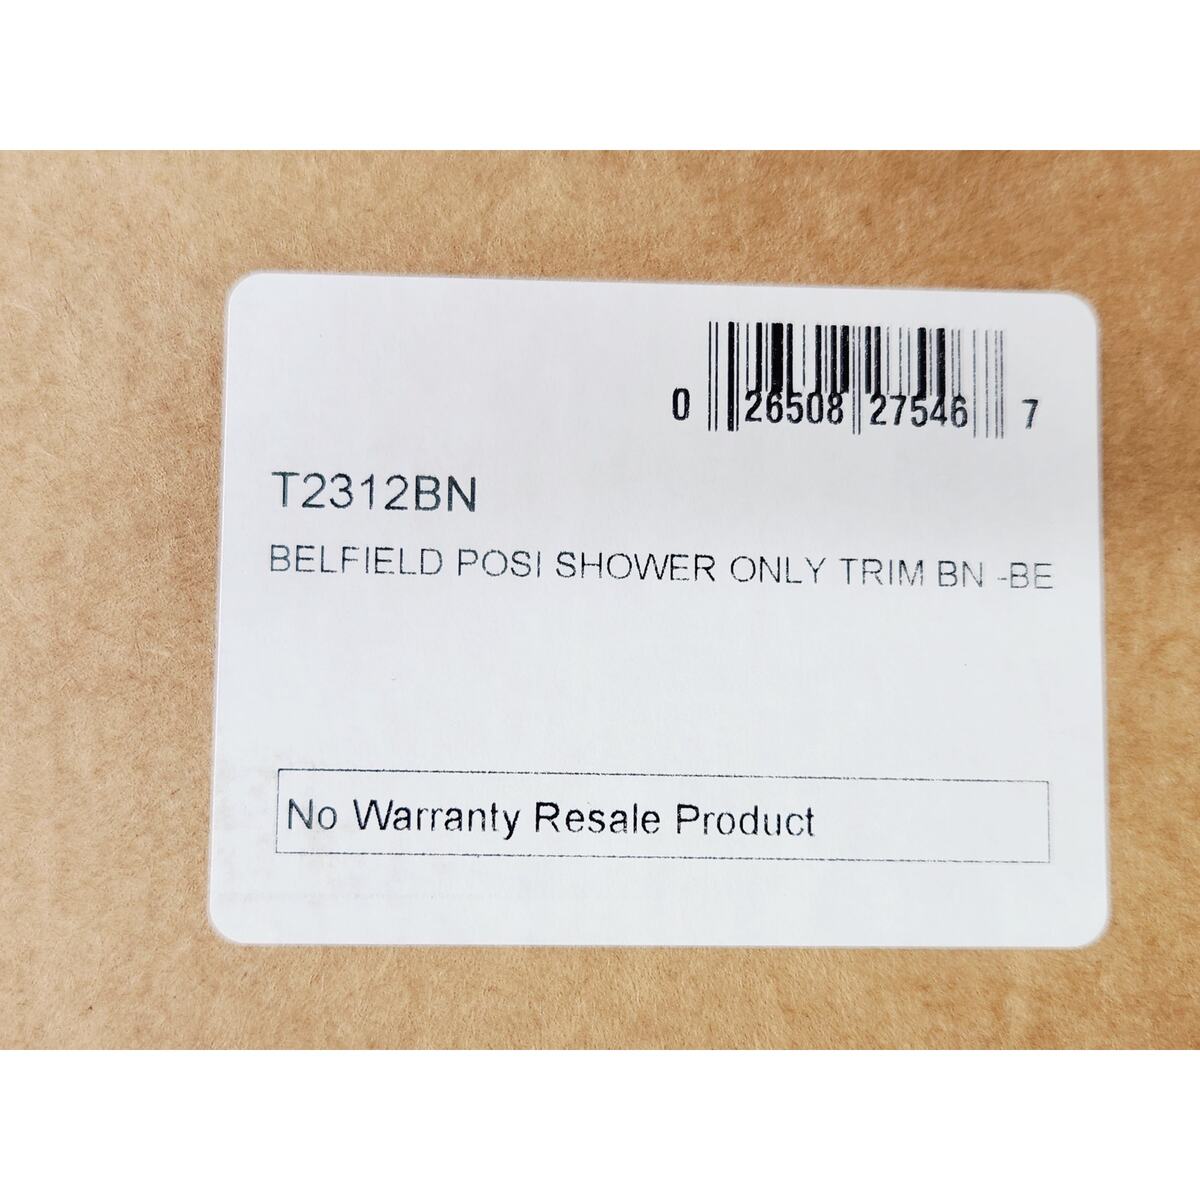 0 26508 27546 7
T2312BN
BELFIELD POSI SHOWER ONLY TRIM BN -BE
No Warranty Resale Product